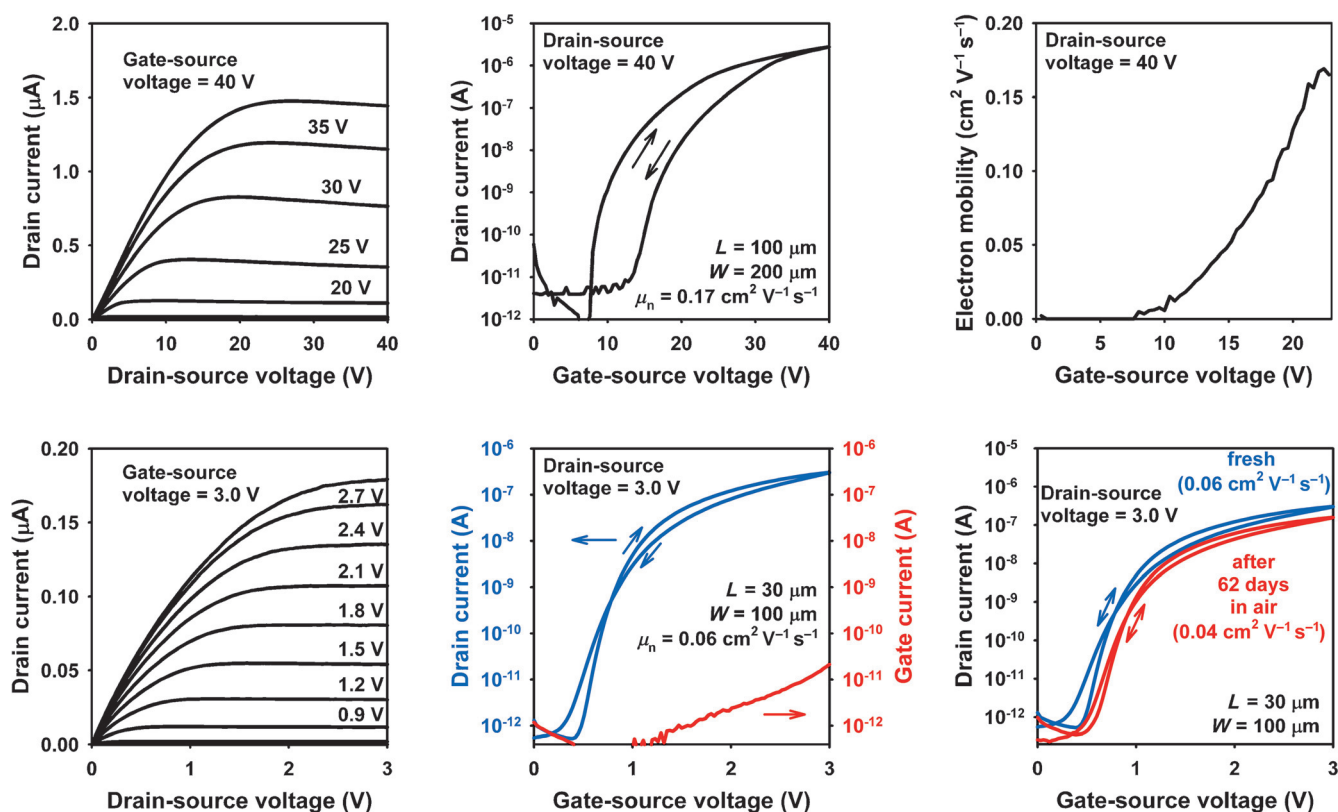 2.0
1.5
1.0
0.5
0.0
Drain current (μA)
Gate-source
voltage = 40 V
35 V
30 V
25 V
20 V
0 10 20 30 40
Drain-source voltage (V)
10⁻⁵
10⁻⁶
10⁻⁷
10⁻⁸
10⁻⁹
10⁻¹⁰
10⁻¹¹
10⁻¹²
Drain current (A)
Drain-source
voltage = 40 V
L = 100 μm
W = 200 μm
μn = 0.17 cm² V⁻¹ s⁻¹
0 10 20 30 40
Gate-source voltage (V)
0.20
0.15
0.10
0.05
0.00
Electron mobility (cm² V⁻¹ s⁻¹)
Drain-source
voltage = 40 V
0 5 10 15 20
Gate-source voltage (V)
0.20
0.15
0.10
0.05
0.00
Drain current (μA)
Gate-source
voltage = 3.0 V
2.7 V
2.4 V
2.1 V
1.8 V
1.5 V
1.2 V
0.9 V
0 1 2 3
Drain-source voltage (V)
10⁻⁶
10⁻⁷
10⁻⁸
10⁻⁹
10⁻¹⁰
10⁻¹¹
10⁻¹²
Drain current (A)
Drain-source
voltage = 3.0 V
L = 30 μm
W = 100 μm
μn = 0.06 cm² V⁻¹ s⁻¹
10⁻⁶
10⁻⁷
10⁻⁸
10⁻⁹
10⁻¹⁰
10⁻¹¹
10⁻¹²
Gate current (A)
0 1 2 3
Gate-source voltage (V)
10⁻⁵
10⁻⁶
10⁻⁷
10⁻⁸
10⁻⁹
10⁻¹⁰
10⁻¹¹
10⁻¹²
Drain current (A)
fresh
(0.06 cm² V⁻¹ s⁻¹)
Drain-source
voltage = 3.0 V
after
62 days
in air
(0.04 cm² V⁻¹ s⁻¹)
L = 30 μm
W = 100 μm
0 1 2 3
Gate-source voltage (V)